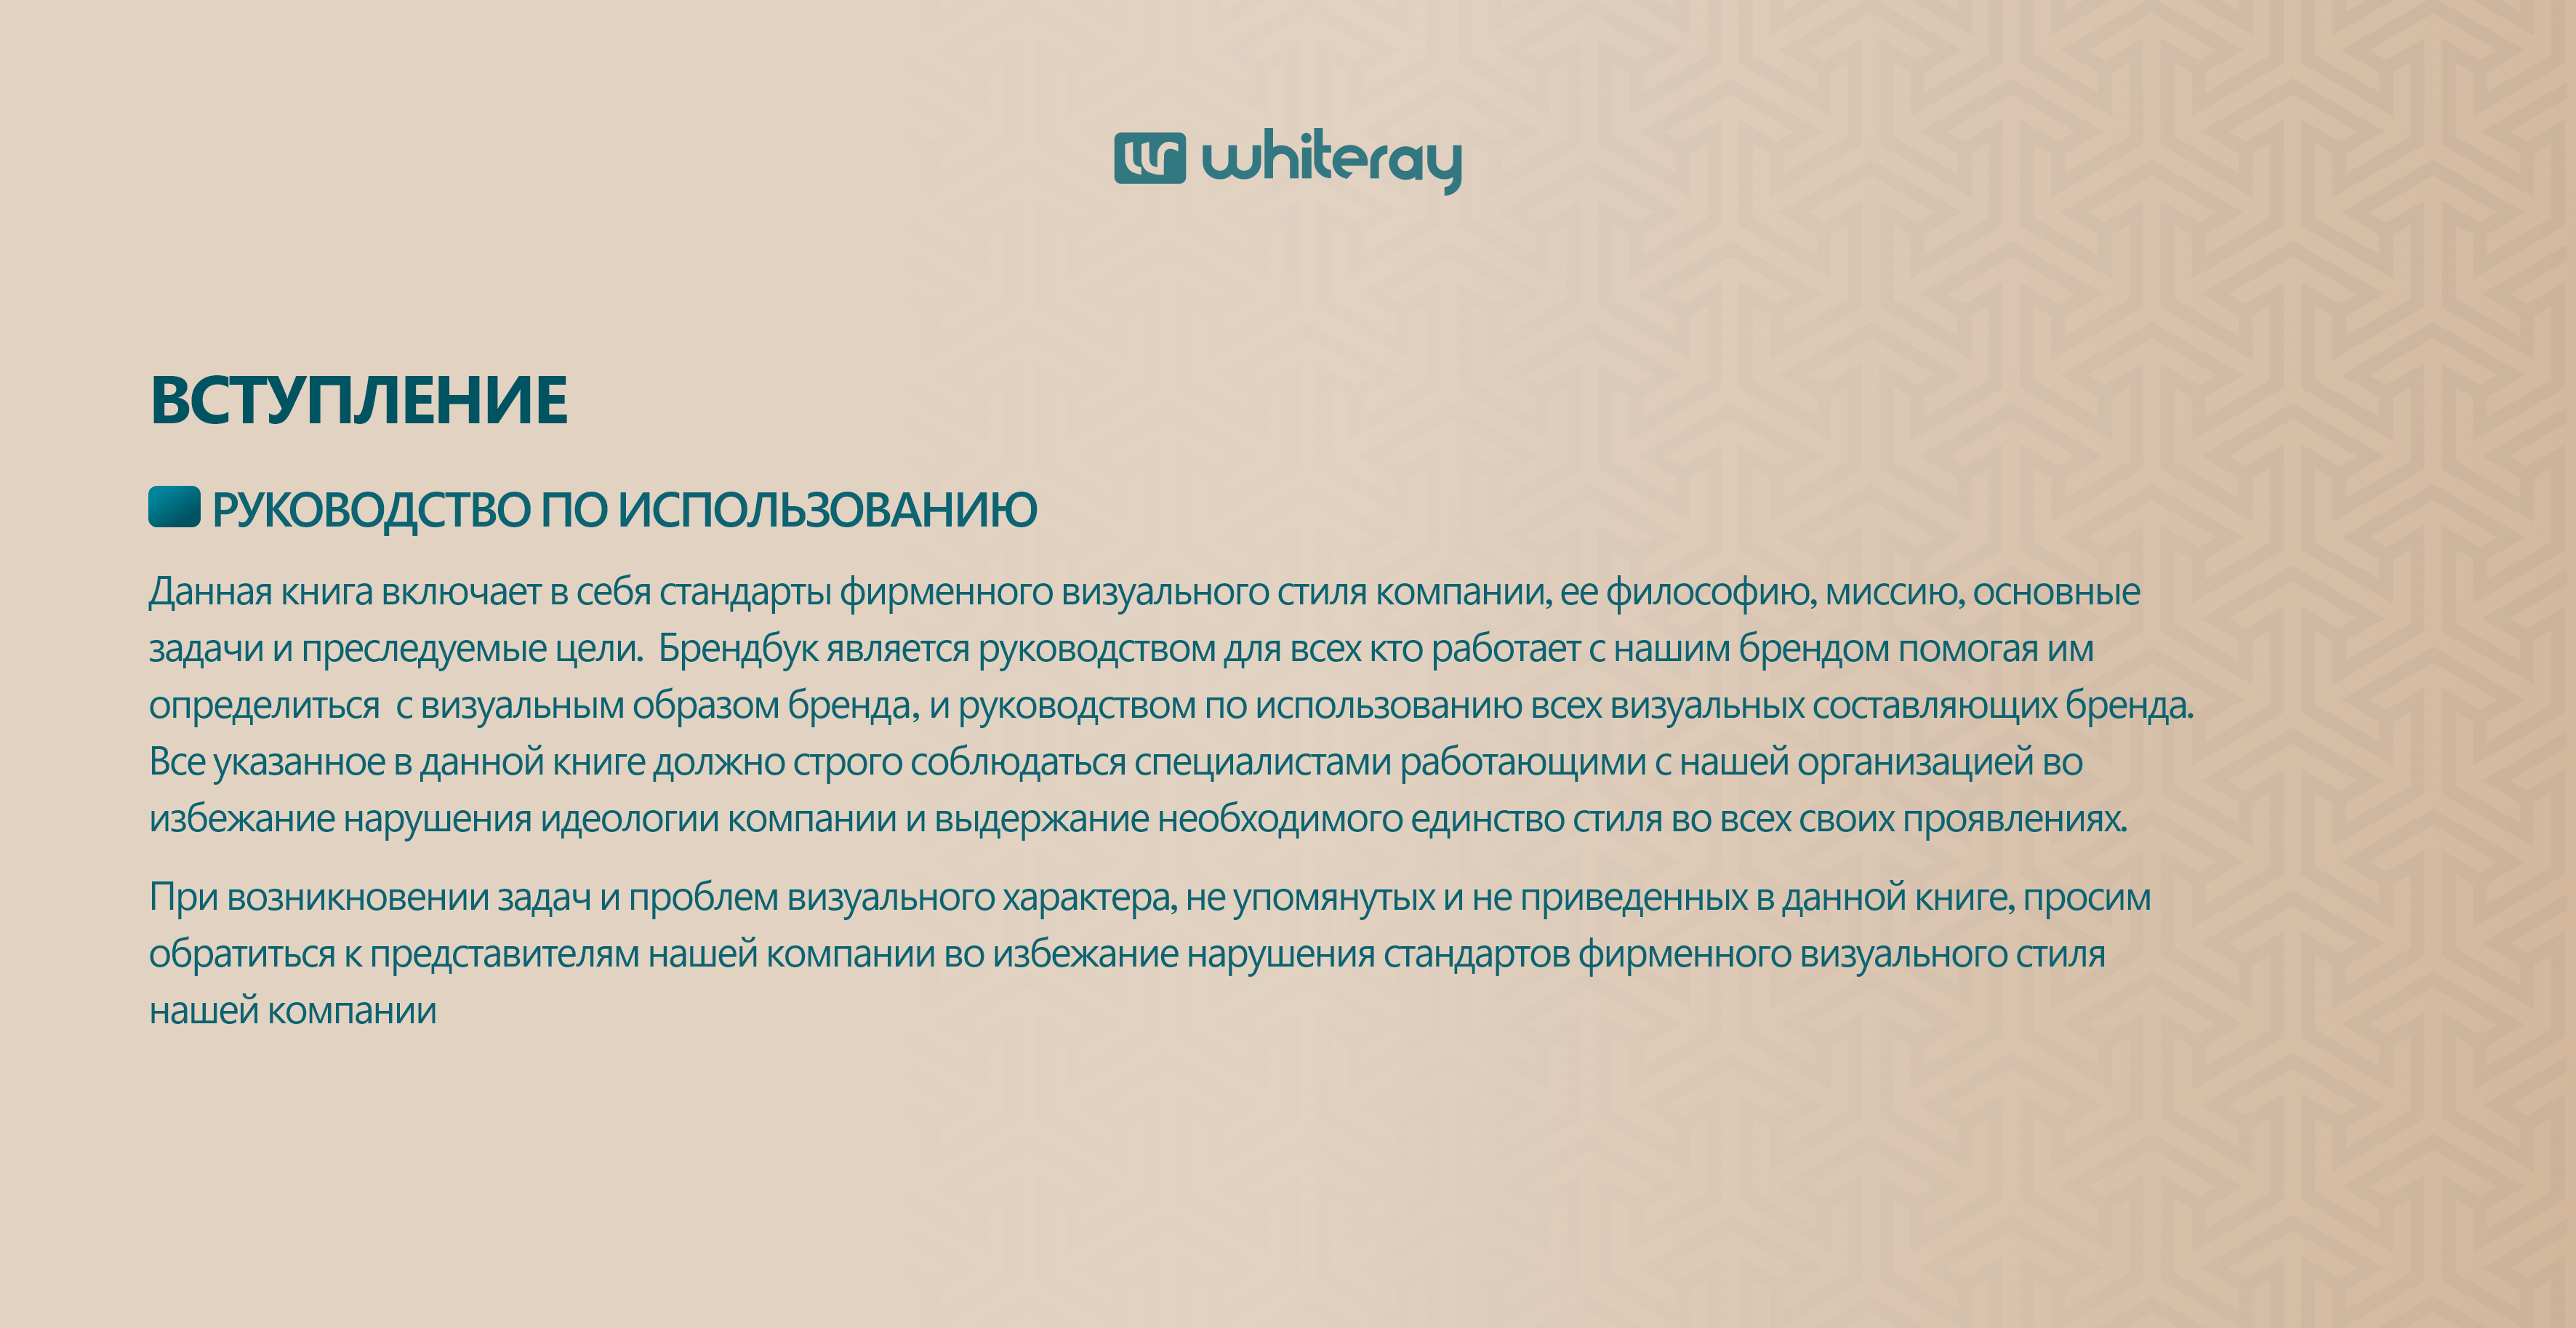 whiteray
ВСТУПЛЕНИЕ
РУКОВОДСТВО ПО ИСПОЛЬЗОВАНИЮ
Данная книга включает в себя стандарты фирменного визуального стиля компании, ее философию, миссию, основные
задачи и преследуемые цели.  Брендбук является руководством для всех кто работает с нашим брендом помогая им
определиться  с визуальным образом бренда, и руководством по использованию всех визуальных составляющих бренда.
Все указанное в данной книге должно строго соблюдаться специалистами работающими с нашей организацией во
избежание нарушения идеологии компании и выдержание необходимого единство стиля во всех своих проявлениях.
При возникновении задач и проблем визуального характера, не упомянутых и не приведенных в данной книге, просим
обратиться к представителям нашей компании во избежание нарушения стандартов фирменного визуального стиля
нашей компании